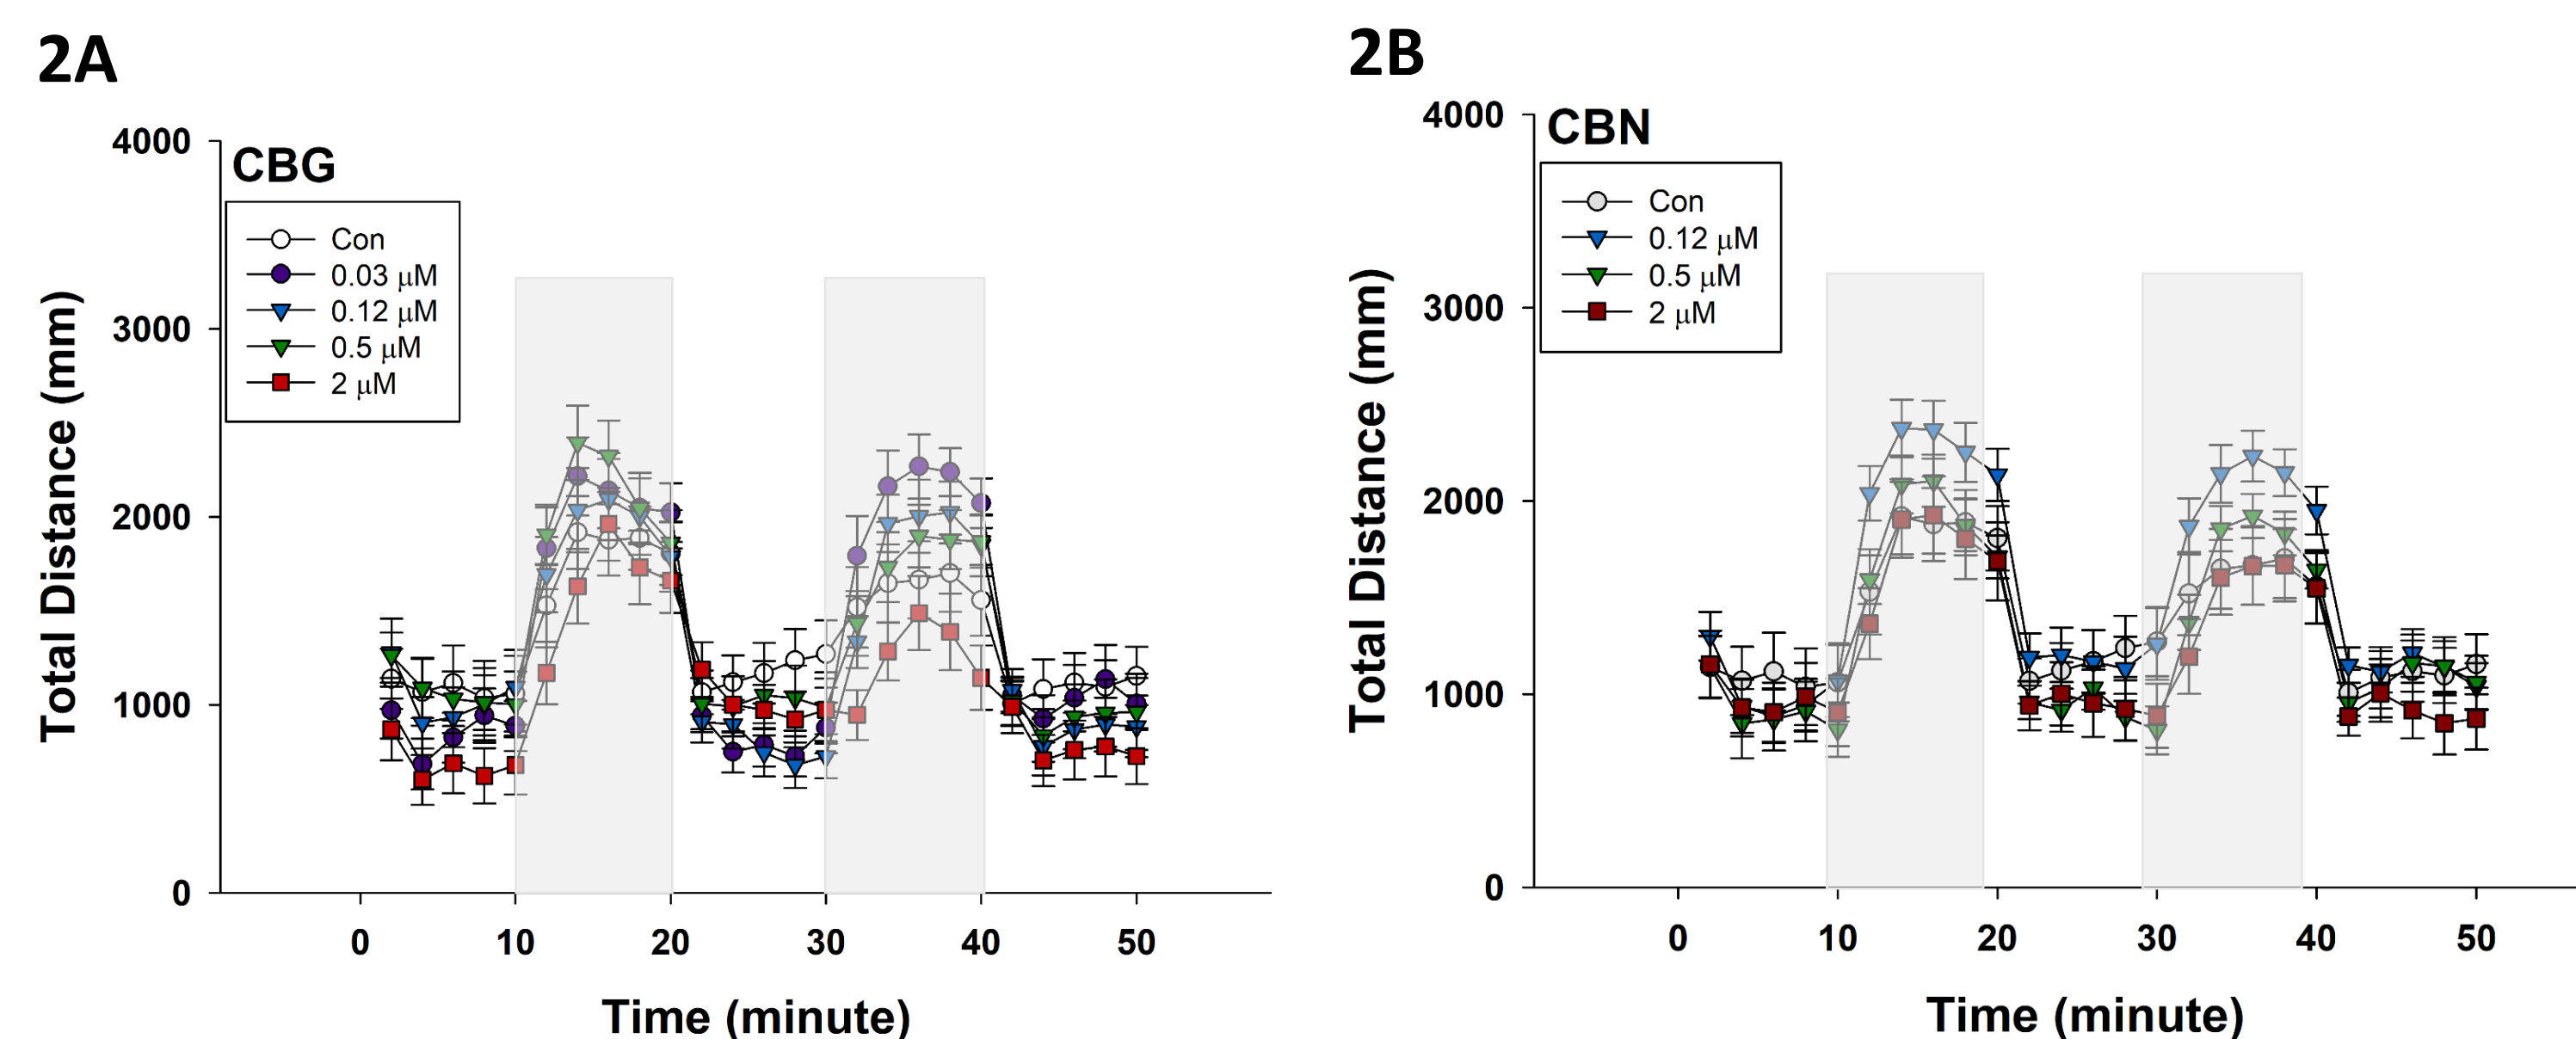 2A
CBG
Con
0.03 μM
0.12 μM
0.5 μM
2 μM
Total Distance (mm)
4000
3000
2000
1000
0
0 10 20 30 40 50
Time (minute)
2B
CBN
Con
0.12 μM
0.5 μM
2 μM
Total Distance (mm)
4000
3000
2000
1000
0
0 10 20 30 40 50
Time (minute)